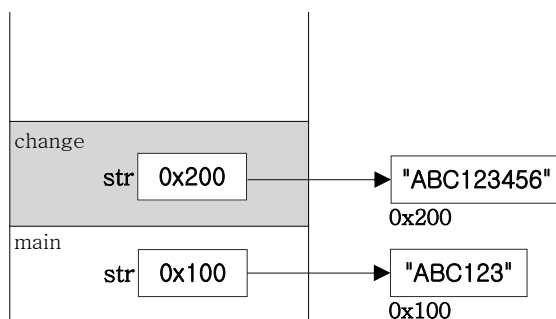 change
str 0x200 "ABC123456"
0x200
main
str 0x100 "ABC123"
0x100